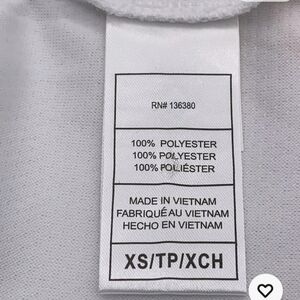 RN# 136380
100% POLYESTER
100% POLYESTER
100% POLIÉSTER
MADE IN VIETNAM
FABRIQUÉ AU VIETNAM
HECHO EN VIETNAM
XS/TP/XCH